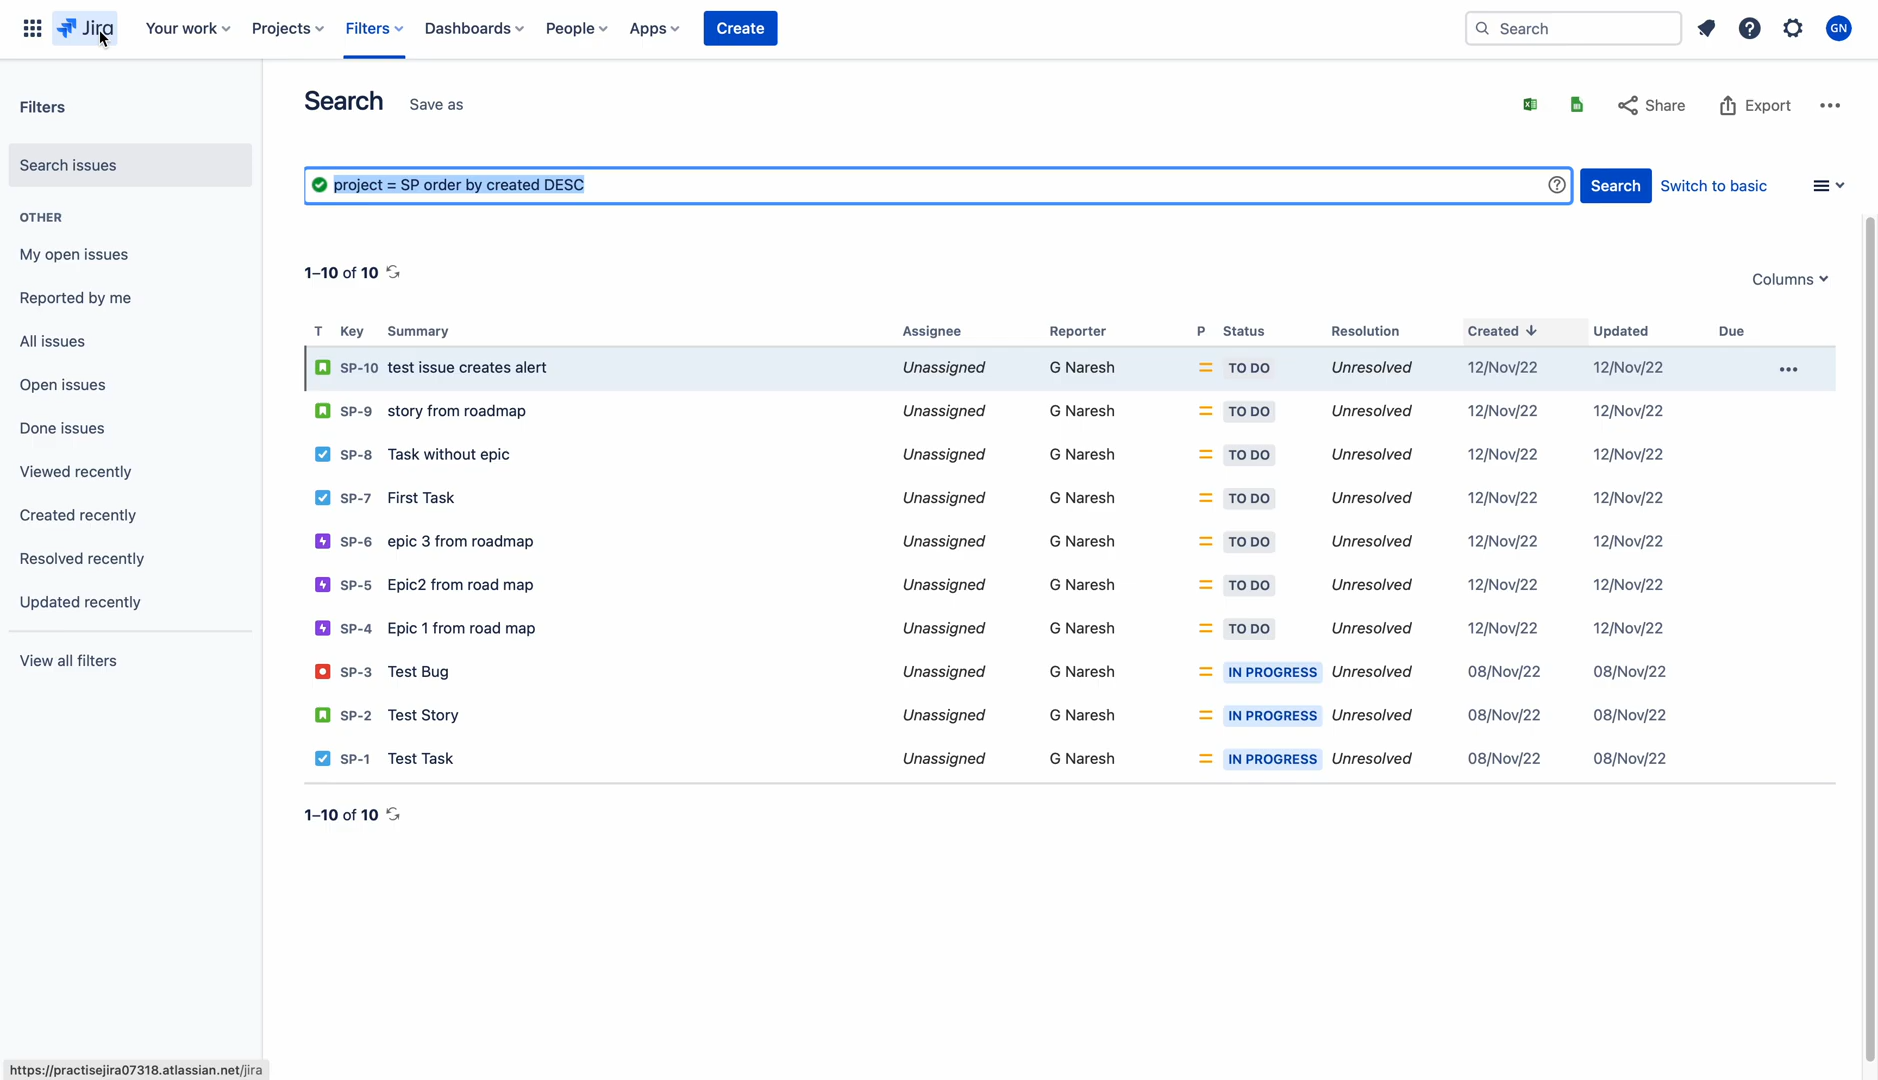 Jira Your work Projects Filters Dashboards People Apps Create Search GN
Filters
Search issues
OTHER
My open issues
Reported by me
All issues
Open issues
Done issues
Viewed recently
Created recently
Resolved recently
Updated recently
View all filters
Search Save as Share Export
project = SP order by created DESC Search Switch to basic
1–10 of 10
Columns
T Key Summary Assignee Reporter P Status Resolution Created Updated Due
SP-10 test issue creates alert Unassigned G Naresh TO DO Unresolved 12/Nov/22 12/Nov/22
SP-9 story from roadmap Unassigned G Naresh TO DO Unresolved 12/Nov/22 12/Nov/22
SP-8 Task without epic Unassigned G Naresh TO DO Unresolved 12/Nov/22 12/Nov/22
SP-7 First Task Unassigned G Naresh TO DO Unresolved 12/Nov/22 12/Nov/22
SP-6 epic 3 from roadmap Unassigned G Naresh TO DO Unresolved 12/Nov/22 12/Nov/22
SP-5 Epic2 from road map Unassigned G Naresh TO DO Unresolved 12/Nov/22 12/Nov/22
SP-4 Epic 1 from road map Unassigned G Naresh TO DO Unresolved 12/Nov/22 12/Nov/22
SP-3 Test Bug Unassigned G Naresh IN PROGRESS Unresolved 08/Nov/22 08/Nov/22
SP-2 Test Story Unassigned G Naresh IN PROGRESS Unresolved 08/Nov/22 08/Nov/22
SP-1 Test Task Unassigned G Naresh IN PROGRESS Unresolved 08/Nov/22 08/Nov/22
1–10 of 10
https://practisejira07318.atlassian.net/jira